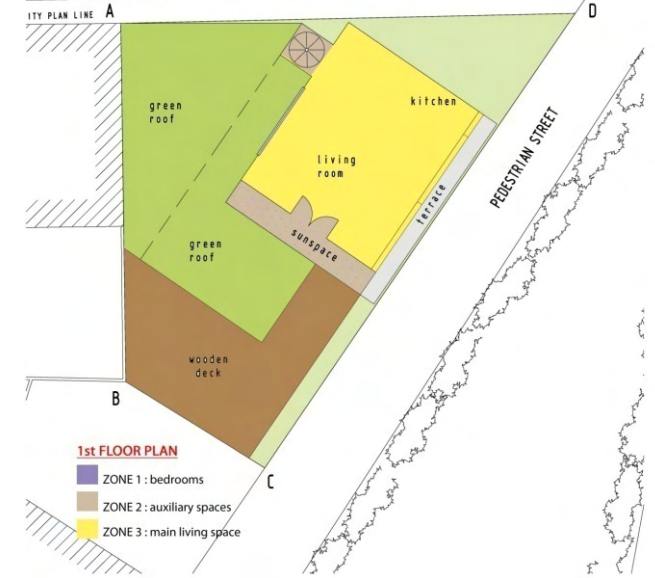 ITY PLAN LINE
A
D
green
roof
kitchen
living
room
PEDESTRIAN STREET
terrace
sunspace
green
roof
wooden
deck
B
C
1st FLOOR PLAN
ZONE 1 : bedrooms
ZONE 2 : auxiliary spaces
ZONE 3 : main living space